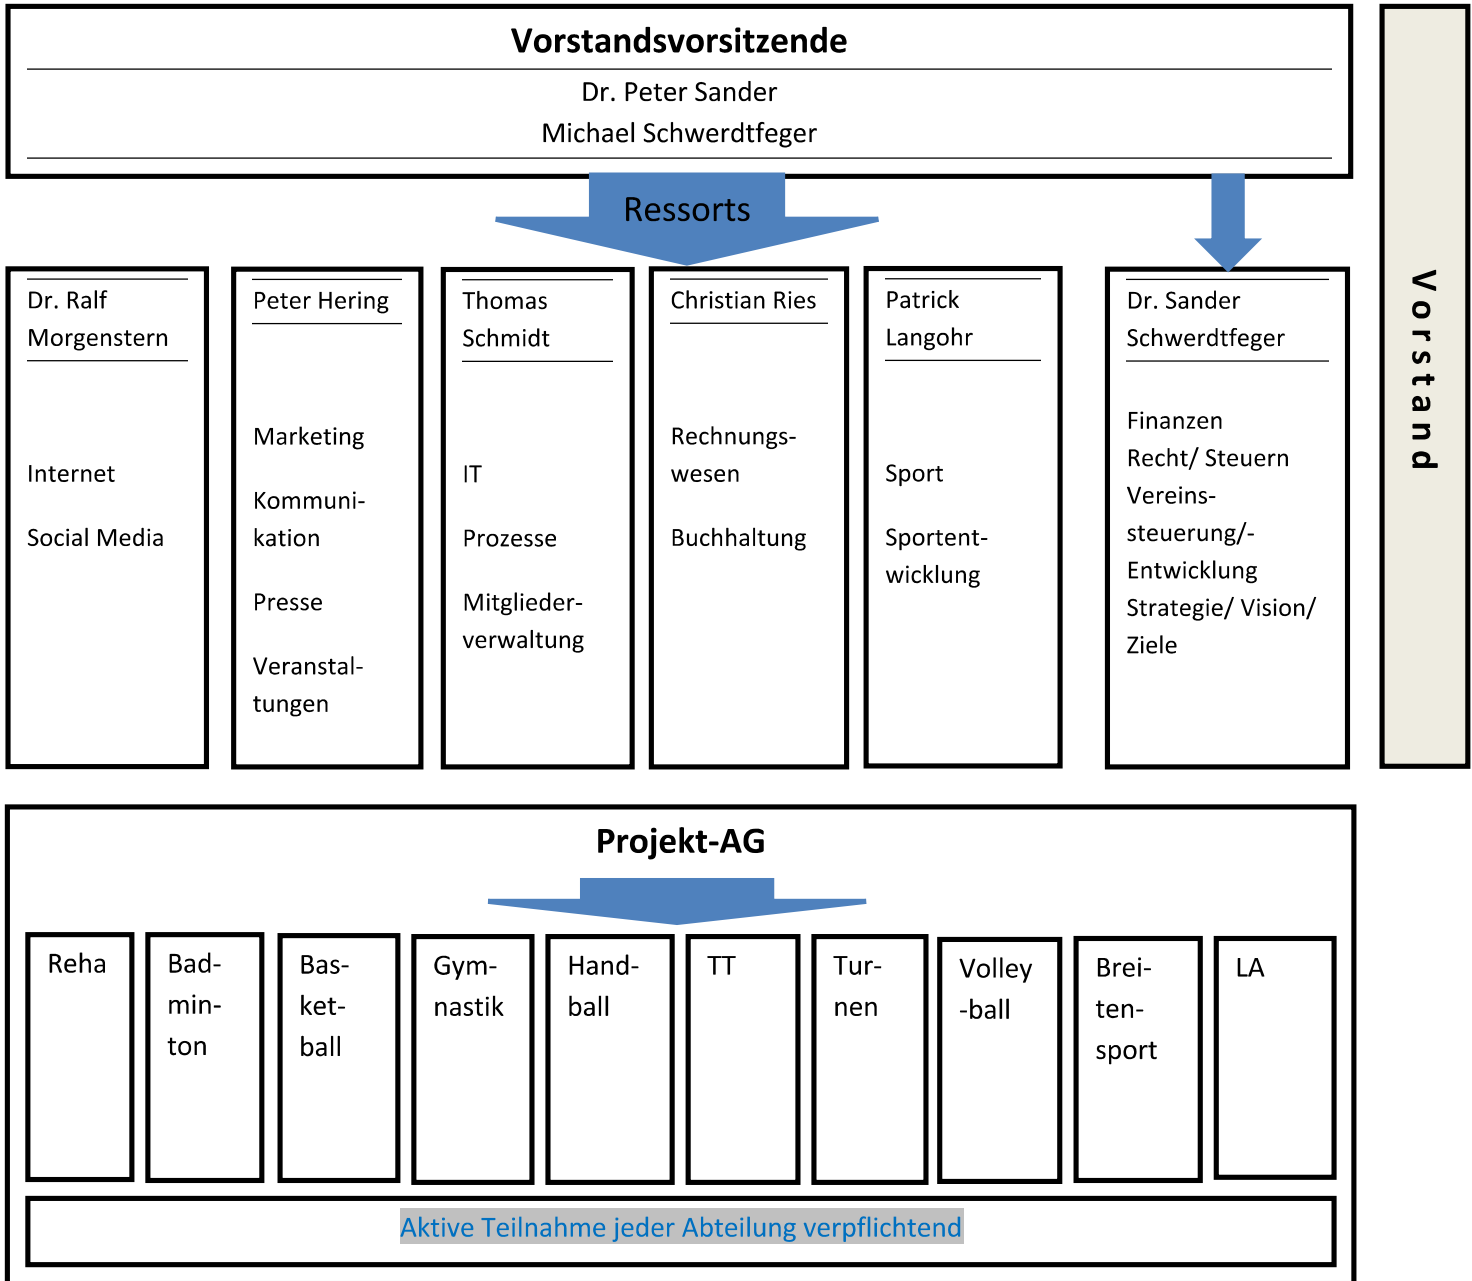 Vorstandsvorsitzende
Dr. Peter Sander
Michael Schwerdtfeger
Ressorts
Dr. Ralf
Morgenstern
Internet
Social Media
Peter Hering
Marketing
Kommuni-
kation
Presse
Veranstal-
tungen
Thomas
Schmidt
IT
Prozesse
Mitglieder-
verwaltung
Christian Ries
Rechnungs-
wesen
Buchhaltung
Patrick
Langohr
Sport
Sportent-
wicklung
Dr. Sander
Schwerdtfeger
Finanzen
Recht/ Steuern
Vereins-
steuerung/-
Entwicklung
Strategie/ Vision/
Ziele
Vorstand
Projekt-AG
Reha
Bad-
min-
ton
Bas-
ket-
ball
Gym-
nastik
Hand-
ball
TT
Tur-
nen
Volley
-ball
Brei-
ten-
sport
LA
Aktive Teilnahme jeder Abteilung verpflichtend